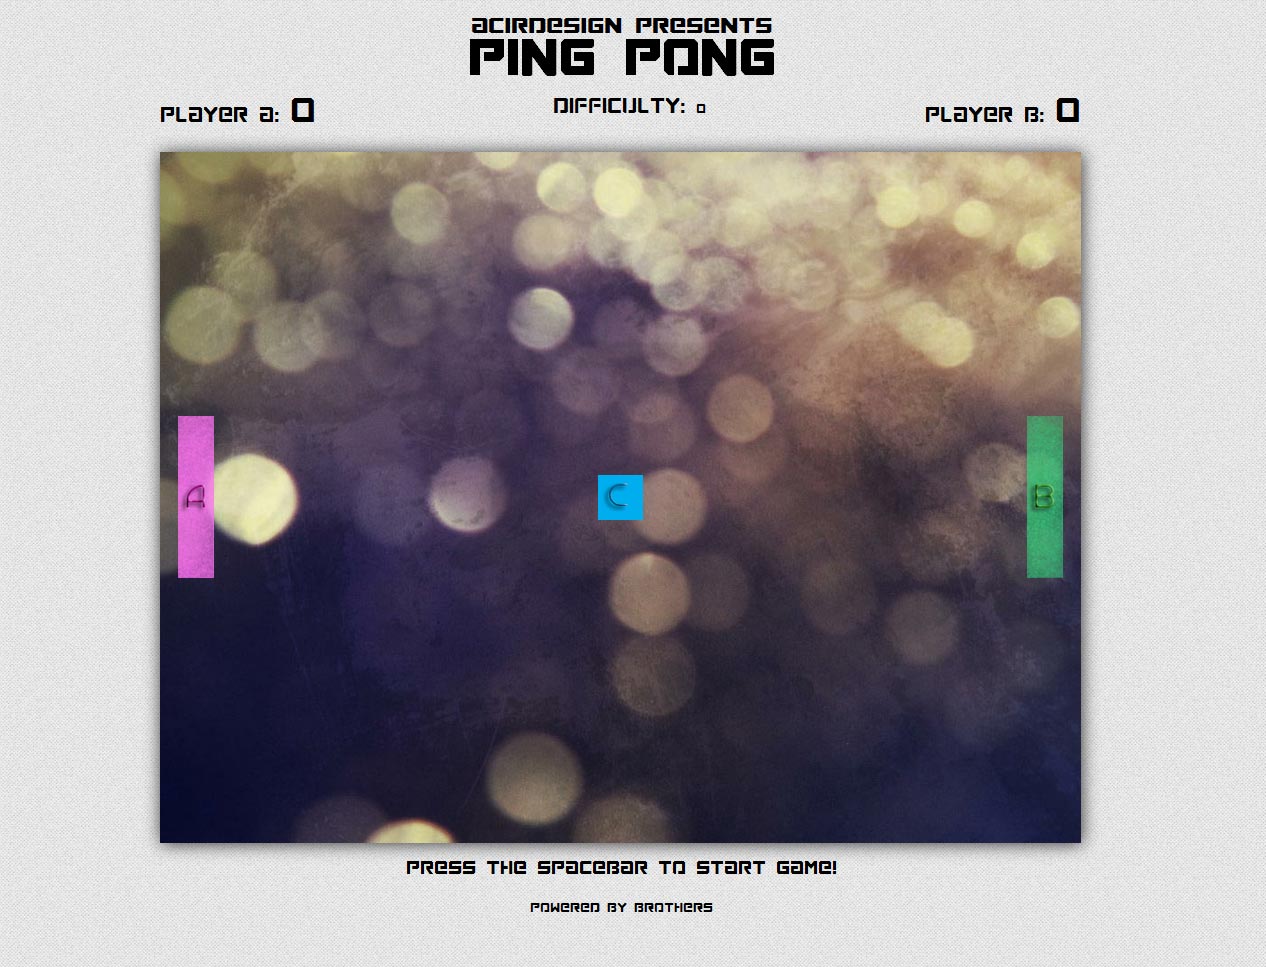 acirdesign presents
PING PONG
Player a: 0
DIFFICULTY: 0
Player B: 0
A
C
B
Press the spacebar to start game!
Powered by Brothers